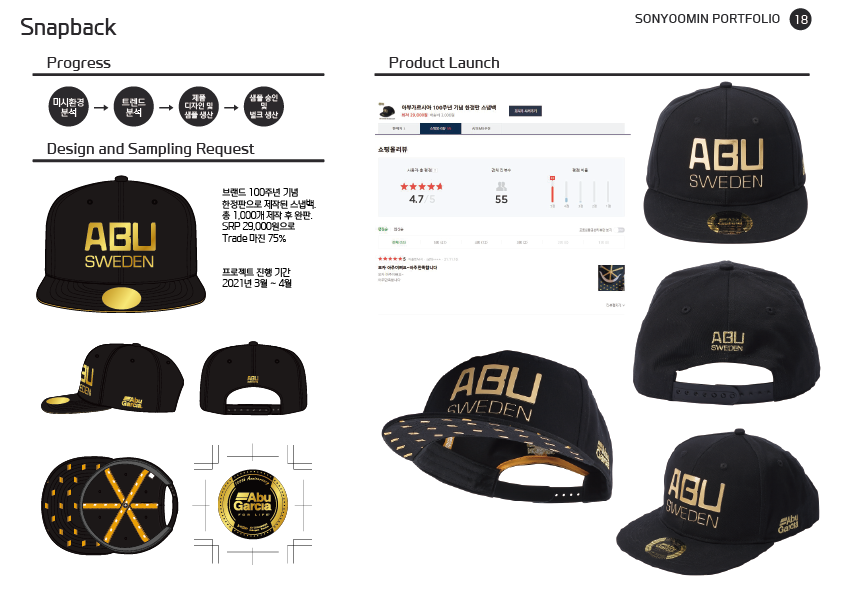 Snapback
SONYOOMIN PORTFOLIO 18
Progress
미시환경
분석
트렌드
분석
제품
디자인 및
샘플 생산
샘플 승인
및
벌크 생산
Design and Sampling Request
브랜드 100주년 기념
한정판으로 제작된 스냅백.
총 1,000개 제작 후 완판.
SRP 29,000원으로
Trade 마진 75%
프로젝트 진행 기간
2021년 3월 ~ 4월
ABU
SWEDEN
Abu
Garcia
ABU
SWEDEN
Abu
Garcia
FOR LIFE
Product Launch
아부가르시아 100주년 기념 한정판 스냅백
쇼핑몰리뷰
4.7
55
ABU
SWEDEN
ABU
SWEDEN
ABU
SWEDEN
Abu
Garcia
ABU
SWEDEN
Abu
Garcia